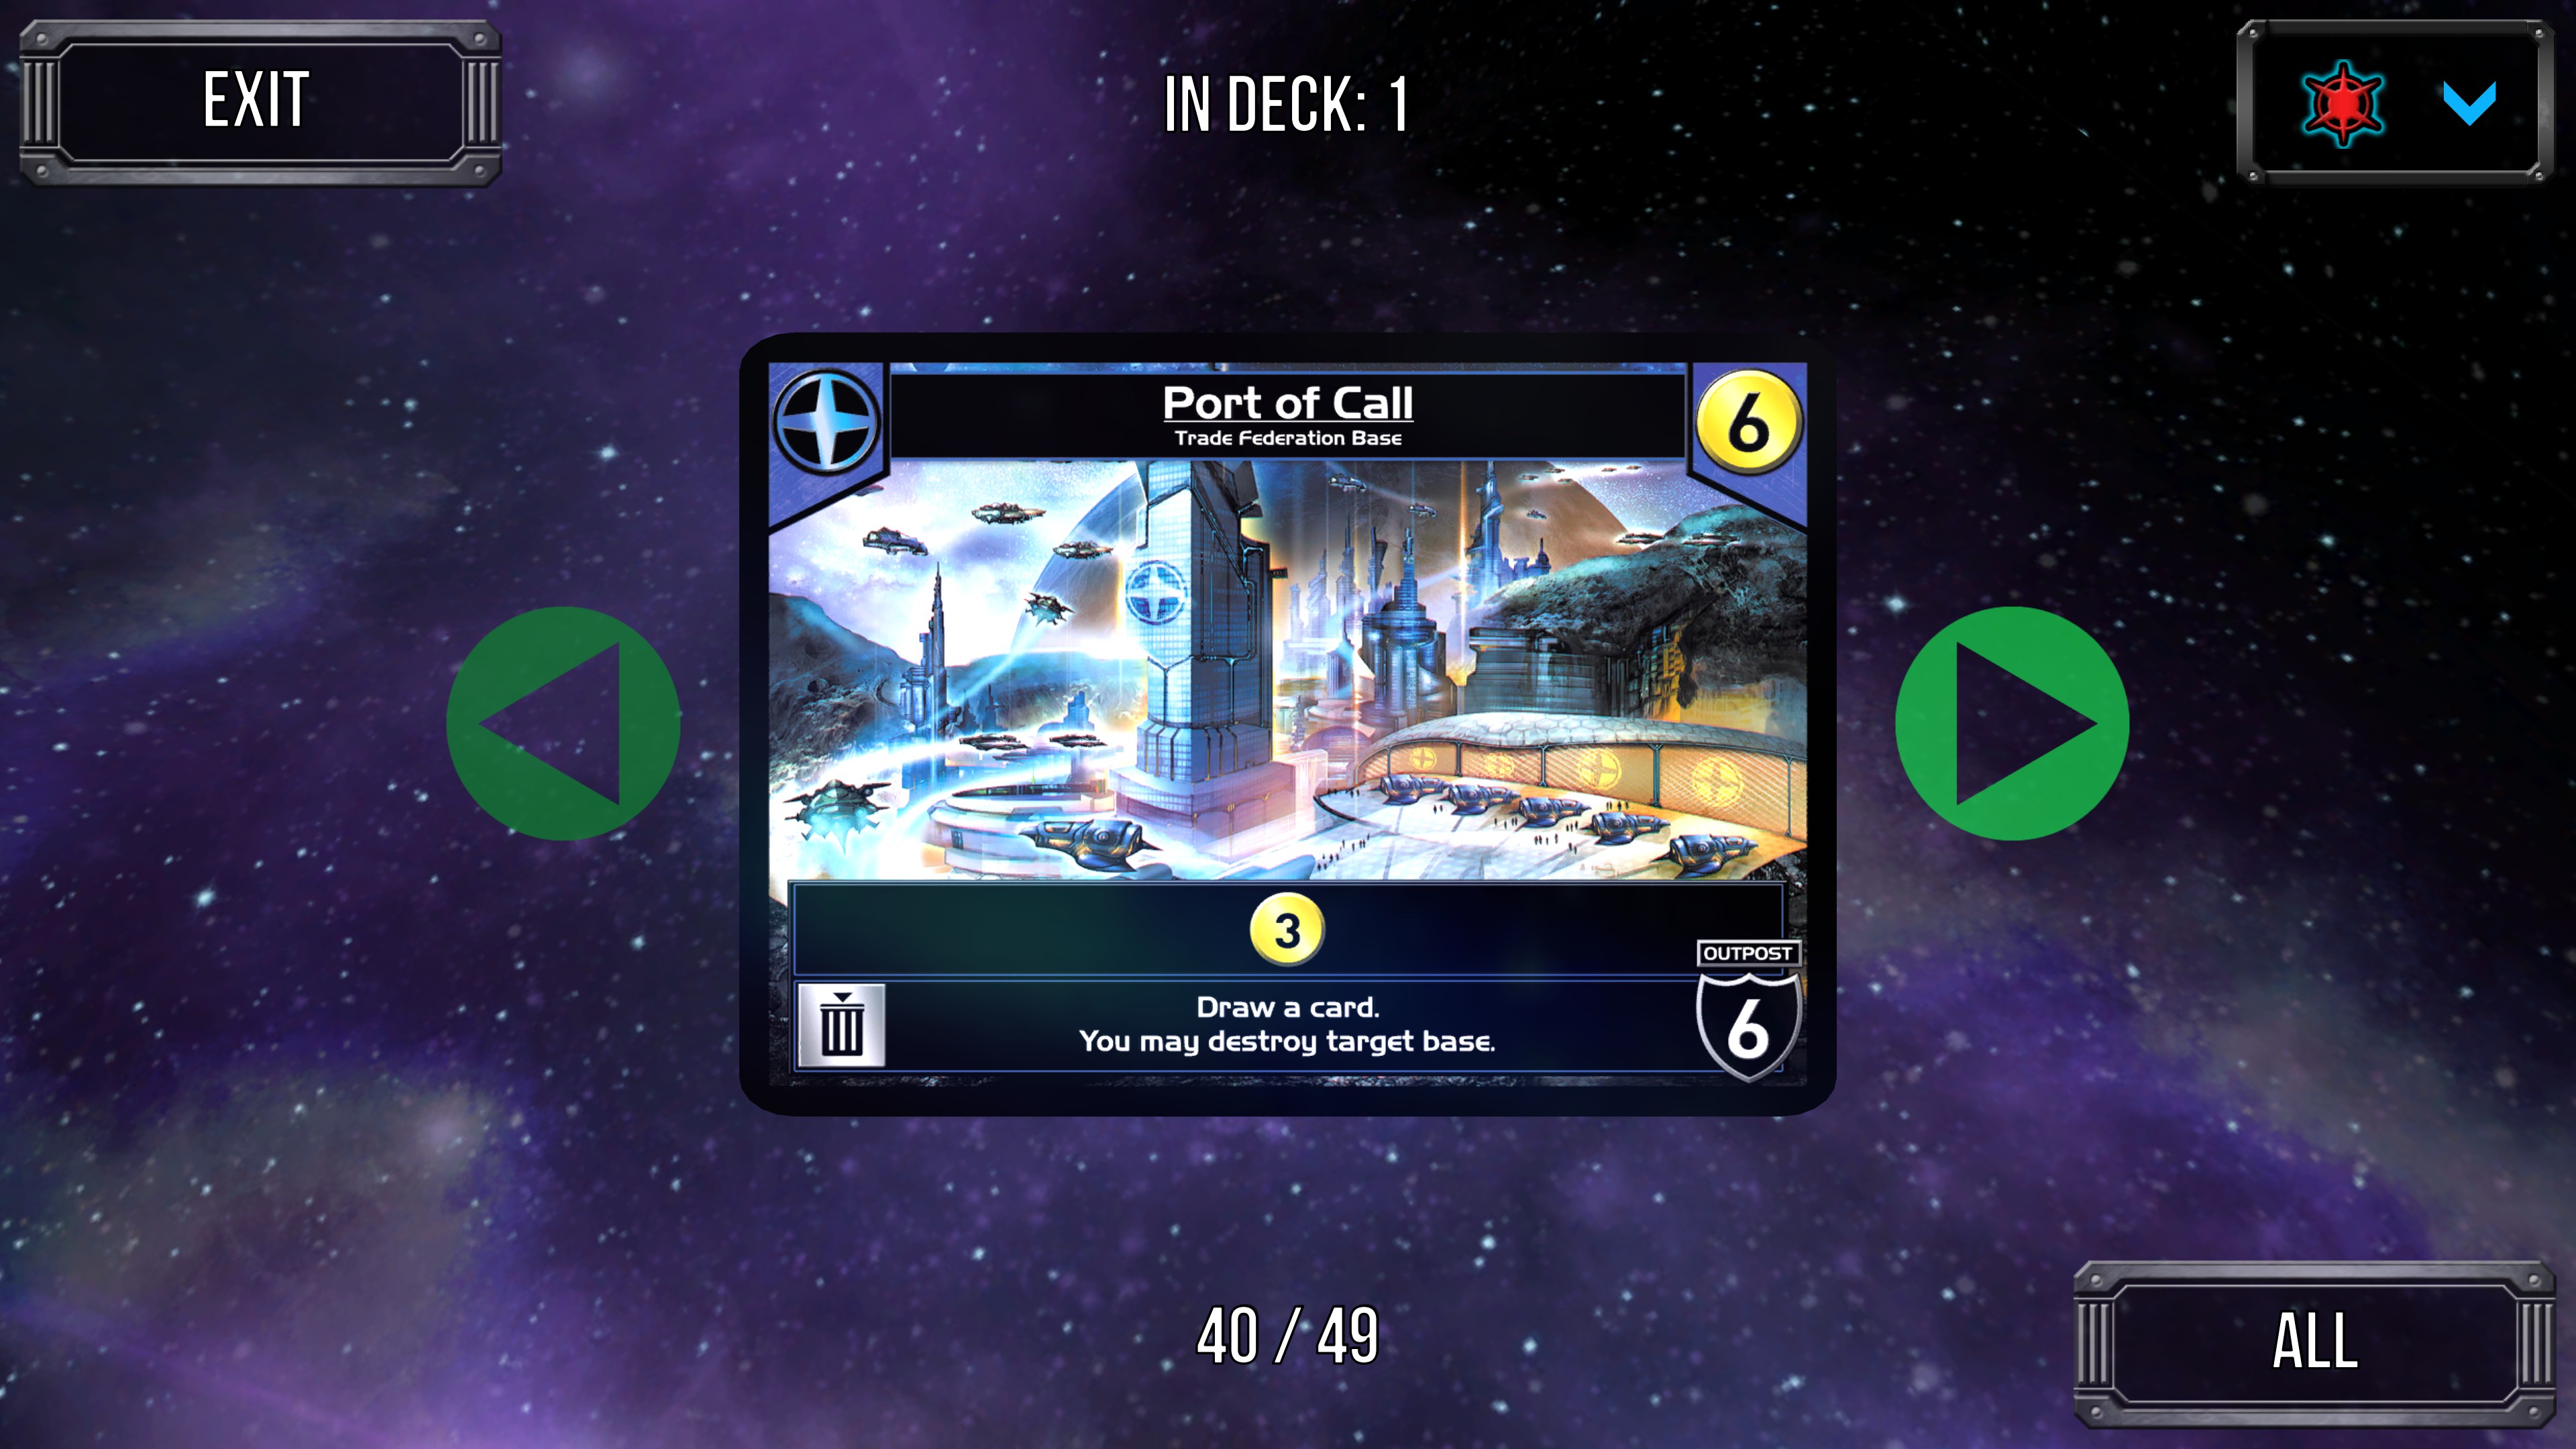 EXIT
IN DECK: 1
Port of Call
6
Trade Federation Base
3
OUTPOST
Draw a card.
You may destroy target base.
6
40 / 49
ALL